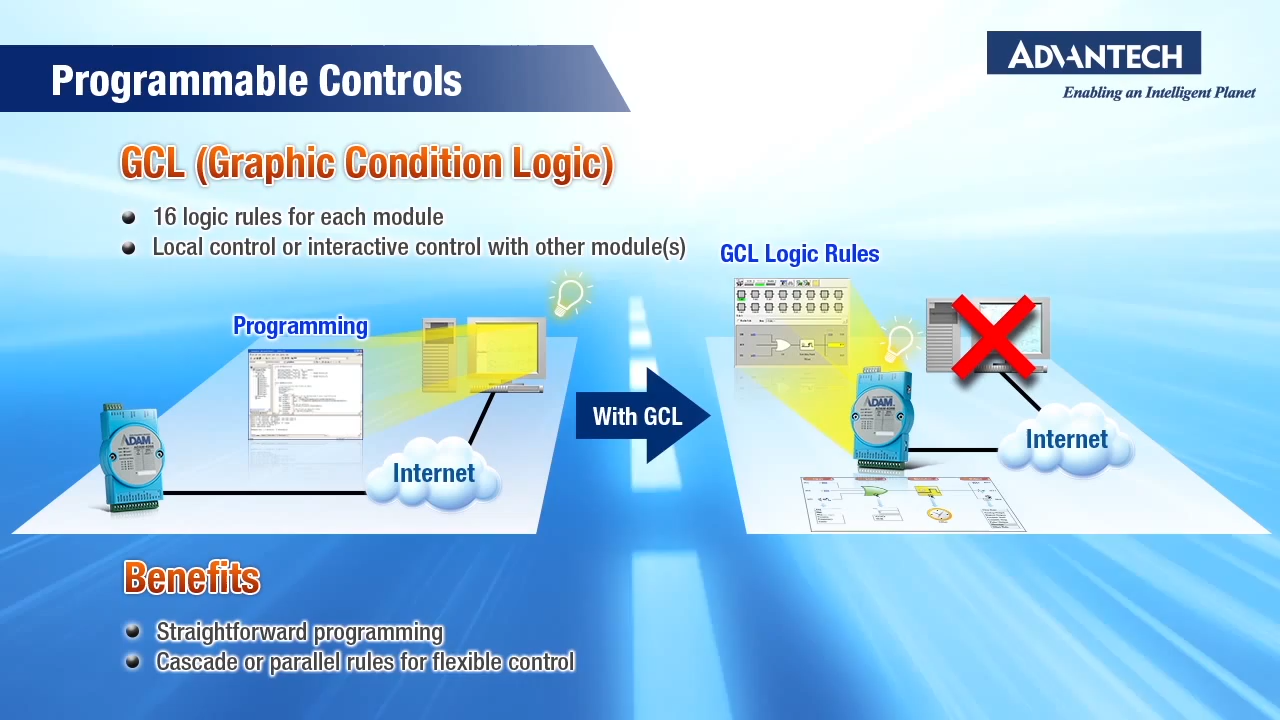 ADVANTECH
Enabling an Intelligent Planet
Programmable Controls
GCL (Graphic Condition Logic)
16 logic rules for each module
Local control or interactive control with other module(s)
GCL Logic Rules
Programming
ADAM
Internet
With GCL
ADAM
Internet
Benefits
Straightforward programming
Cascade or parallel rules for flexible control